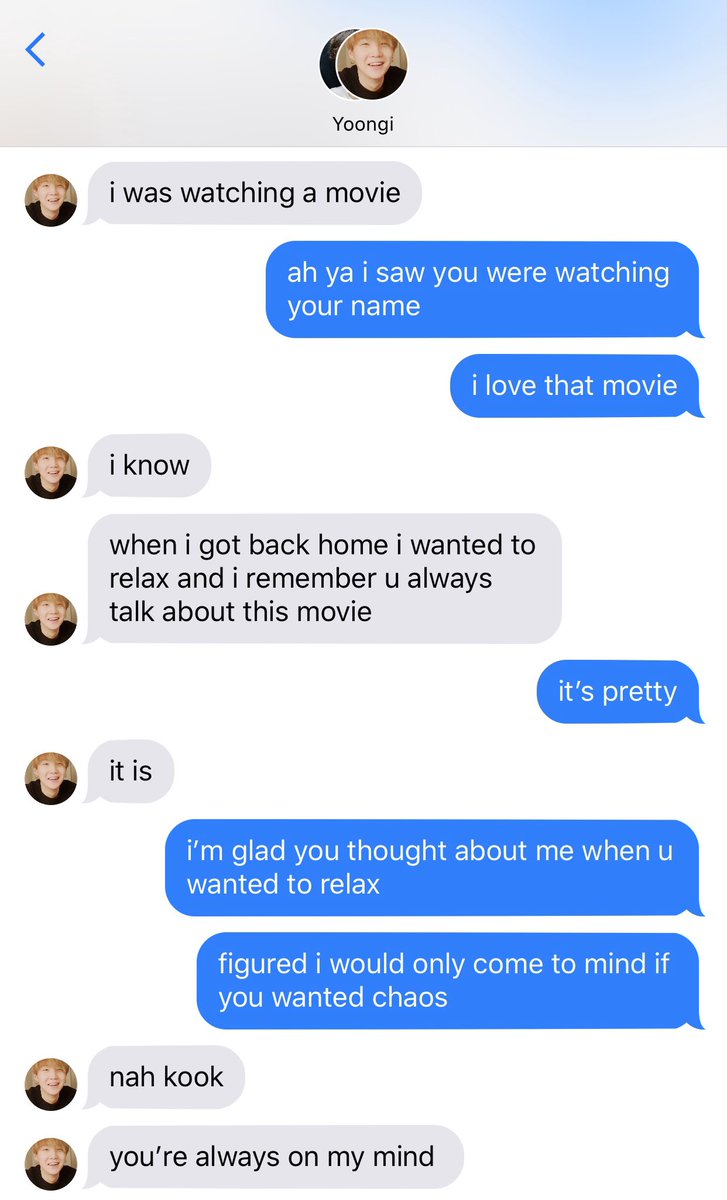 Yoongi
i was watching a movie
ah ya i saw you were watching
your name
i love that movie
i know
when i got back home i wanted to
relax and i remember u always
talk about this movie
it’s pretty
it is
i’m glad you thought about me when u
wanted to relax
figured i would only come to mind if
you wanted chaos
nah kook
you’re always on my mind